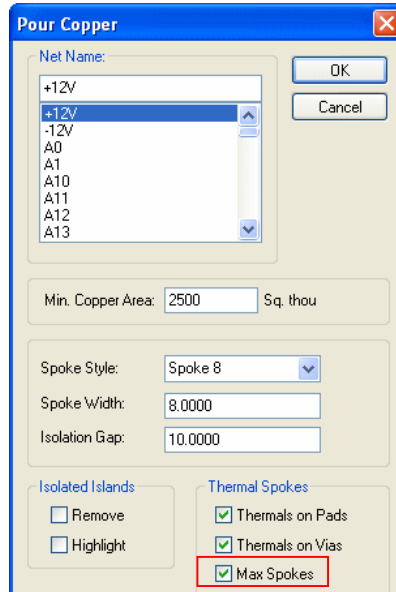 Pour Copper
Net Name:
OK
+12V
Cancel
+12V
-12V
A0
A1
A10
A11
A12
A13
Min. Copper Area: 2500 Sq. thou
Spoke Style: Spoke 8
Spoke Width: 8.0000
Isolation Gap: 10.0000
Isolated Islands Thermal Spokes
Remove Thermals on Pads
Highlight Thermals on Vias
Max Spokes